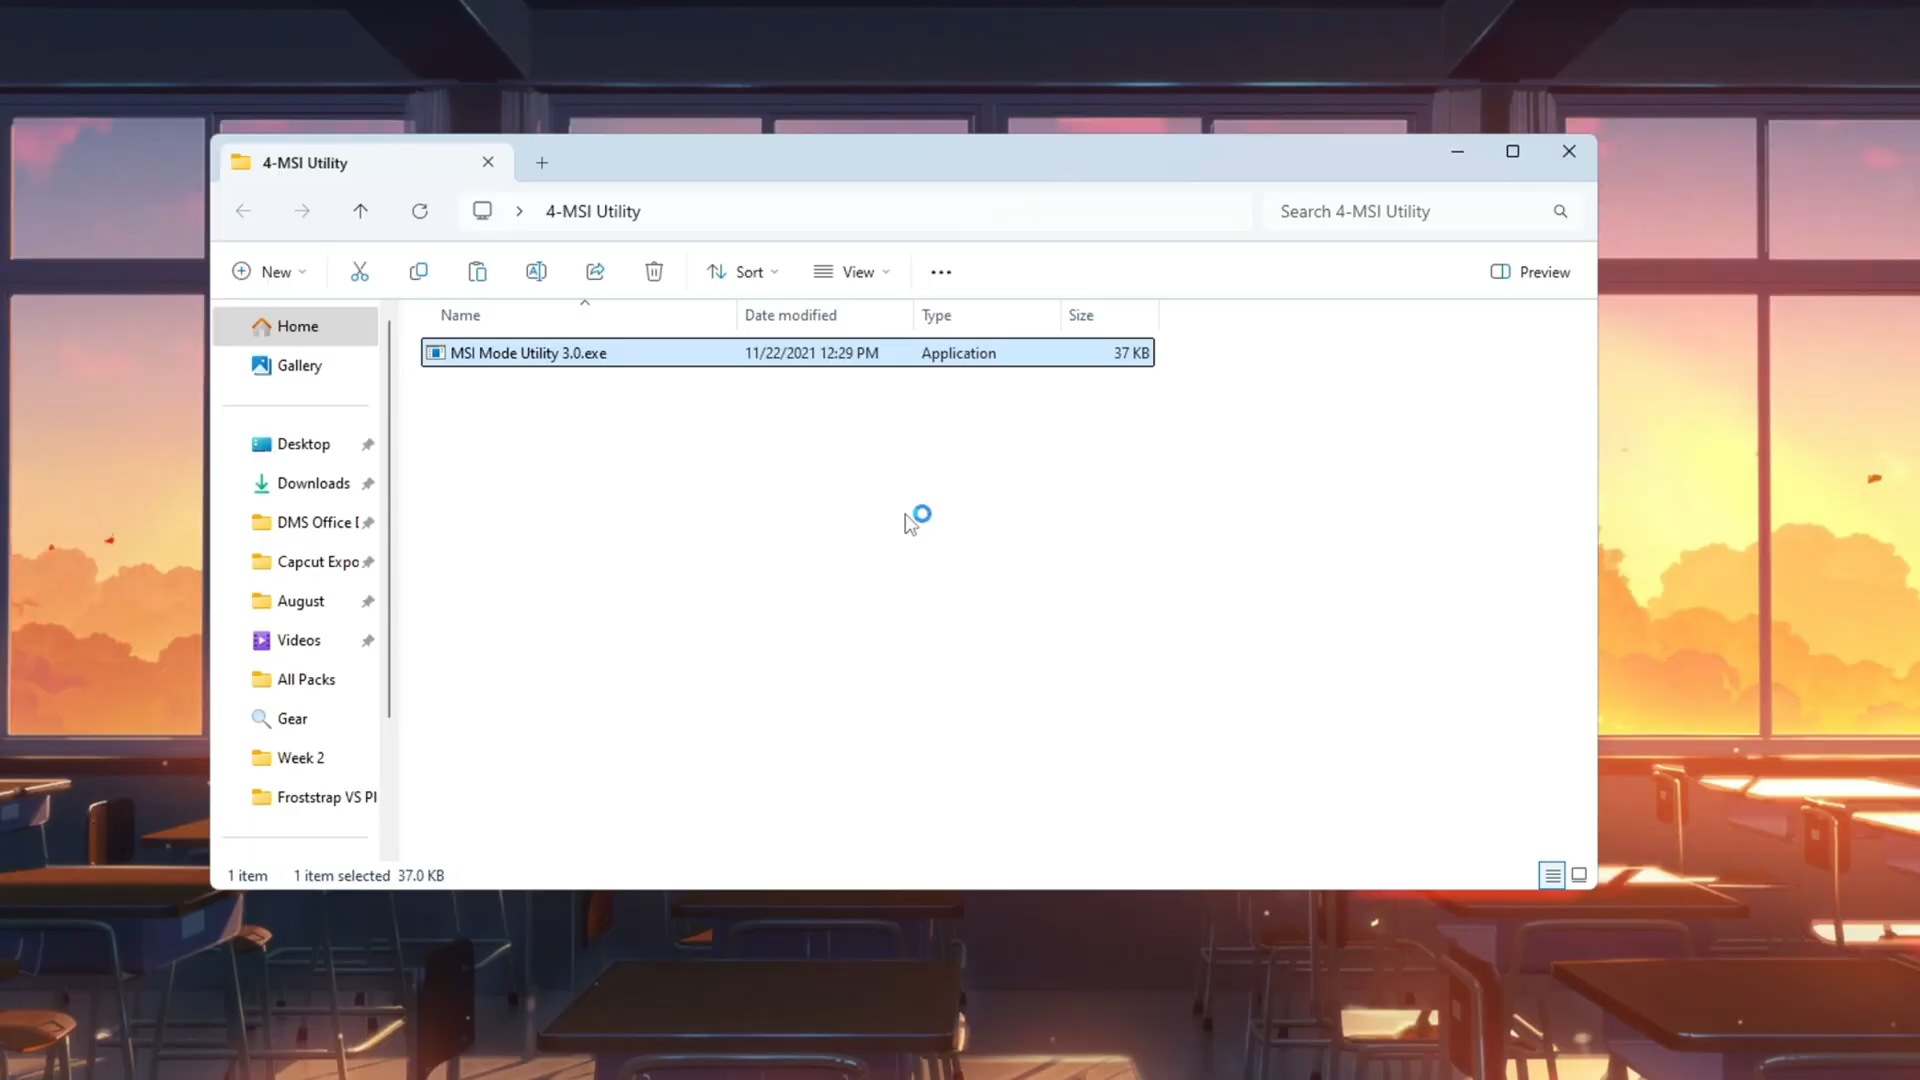 4-MSI Utility
4-MSI Utility
Search 4-MSI Utility
New
Sort
View
Preview
Name
Date modified
Type
Size
MSI Mode Utility 3.0.exe
11/22/2021 12:29 PM
Application
37 KB
Home
Gallery
Desktop
Downloads
DMS Office
Capcut Expo
August
Videos
All Packs
Gear
Week 2
Froststrap VS Pl
1 item
1 item selected 37.0 KB